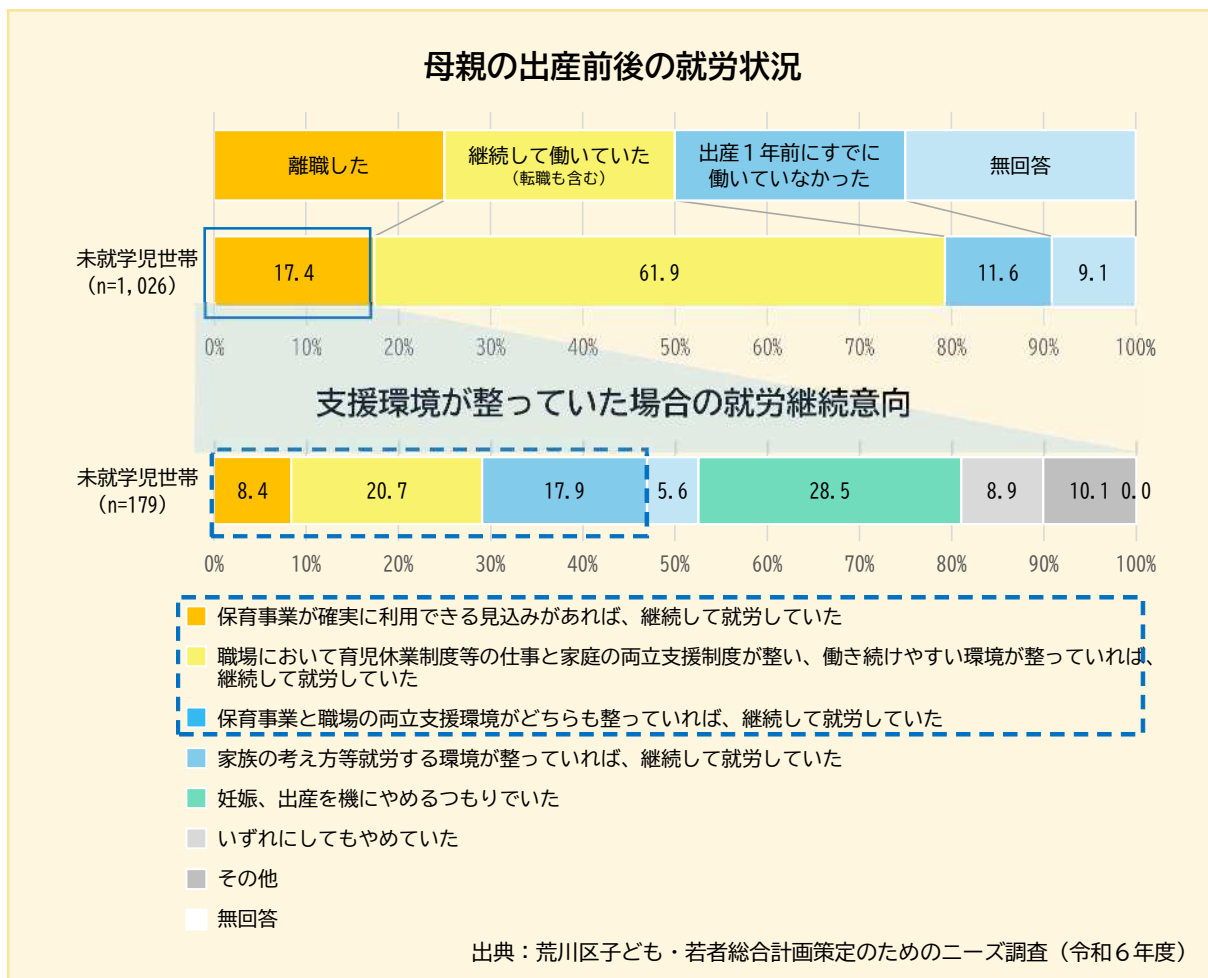 母親の出産前後の就労状況
離職した
継続して働いていた
（転職も含む）
出産１年前にすでに
働いていなかった
無回答
未就学児世帯
(n=1,026)
17.4
61.9
11.6
9.1
0%
10%
20%
30%
40%
50%
60%
70%
80%
90%
100%
支援環境が整っていた場合の就労継続意向
未就学児世帯
(n=179)
8.4
20.7
17.9
5.6
28.5
8.9
10.1
0.0
0%
10%
20%
30%
40%
50%
60%
70%
80%
90%
100%
保育事業が確実に利用できる見込みがあれば、継続して就労していた
職場において育児休業制度等の仕事と家庭の両立支援制度が整い、働き続けやすい環境が整っていれば、
継続して就労していた
保育事業と職場の両立支援環境がどちらも整っていれば、継続して就労していた
家族の考え方等就労する環境が整っていれば、継続して就労していた
妊娠、出産を機にやめるつもりでいた
いずれにしてもやめていた
その他
無回答
出典：荒川区子ども・若者総合計画策定のためのニーズ調査（令和６年度）